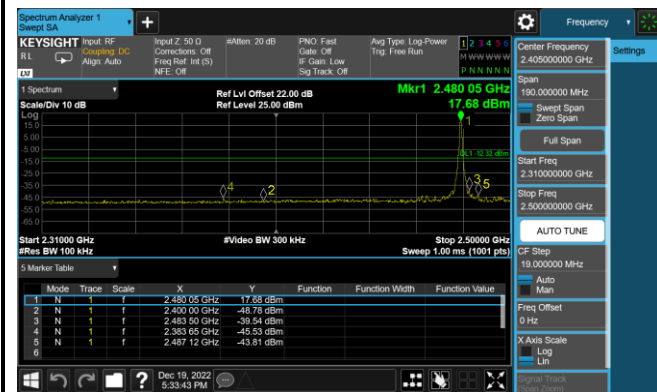 Spectrum Analyzer 1
Swept SA
Frequency
KEYSIGHT
RL
Input: RF
Coupling: DC
Align: Auto
Input Z: 50 Ω
Corrections: Off
Freq Ref: Int (S)
NFE: Off
#Atten: 20 dB
PNO: Fast
Gate: Off
IF Gain: Low
Sig Track: Off
Avg Type: Log-Power
Trig: Free Run
1 2 3 4 5 6
M W W W W W
P N N N N N
LXI
1 Spectrum
Scale/Div 10 dB
Ref Lvl Offset 22.00 dB
Ref Level 25.00 dBm
Mkr1 2.480 05 GHz
17.68 dBm
Log
15.0
5.00
-5.00
-15.0
-25.0
-35.0
-45.0
-55.0
-65.0
1
DL1 -12.32 dBm
4
2
3
5
Start 2.31000 GHz
#Res BW 100 kHz
#Video BW 300 kHz
Stop 2.50000 GHz
Sweep 1.00 ms (1001 pts)
5 Marker Table
Mode Trace Scale X Y Function Function Width Function Value
1 N 1 f 2.480 05 GHz 17.68 dBm
2 N 1 f 2.400 00 GHz -48.78 dBm
3 N 1 f 2.483 50 GHz -39.54 dBm
4 N 1 f 2.383 65 GHz -45.53 dBm
5 N 1 f 2.487 12 GHz -43.81 dBm
6
Dec 19, 2022
5:33:43 PM
Center Frequency
2.405000000 GHz
Settings
Span
190.000000 MHz
Swept Span
Zero Span
Full Span
Start Freq
2.310000000 GHz
Stop Freq
2.500000000 GHz
AUTO TUNE
CF Step
19.000000 MHz
Auto
Man
Freq Offset
0 Hz
X Axis Scale
Log
Lin
Signal Track
(Span Zoom)